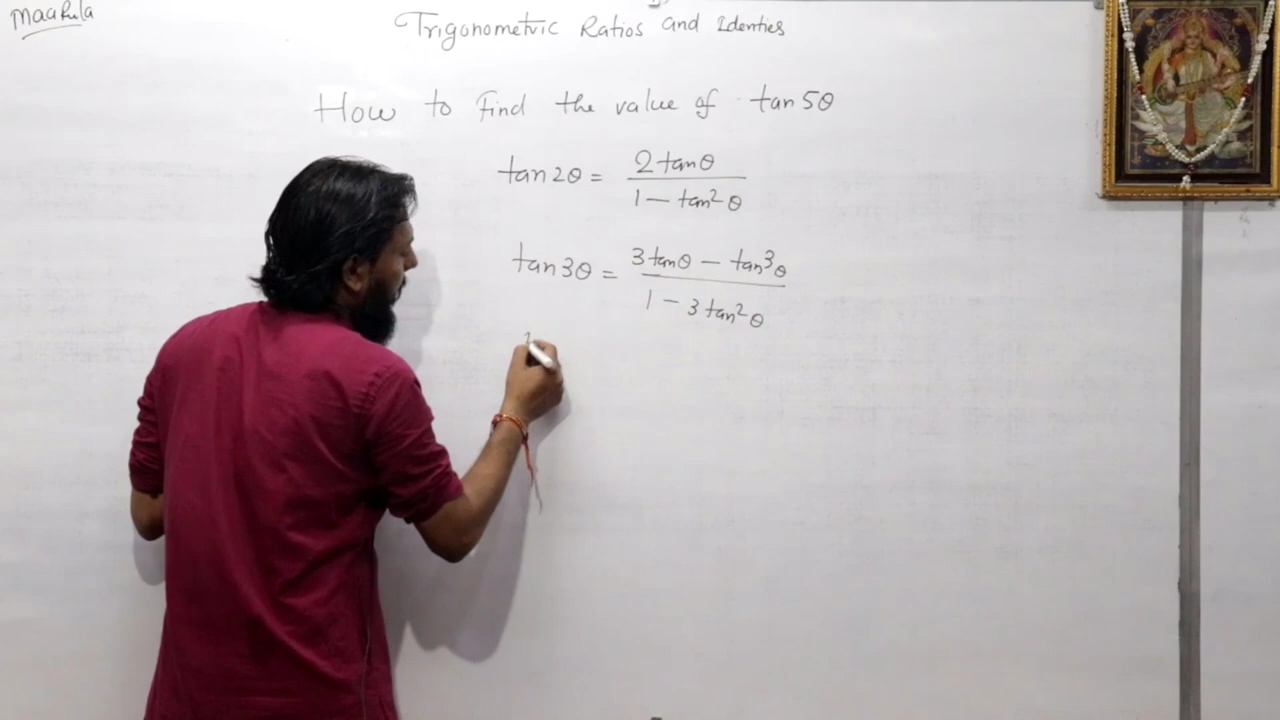 Trigonometric Ratios and Identies
How to Find the value of tan5θ
tan2θ = 2tanθ / 1 - tan²θ
tan3θ = 3tanθ - tan³θ / 1 - 3tan²θ